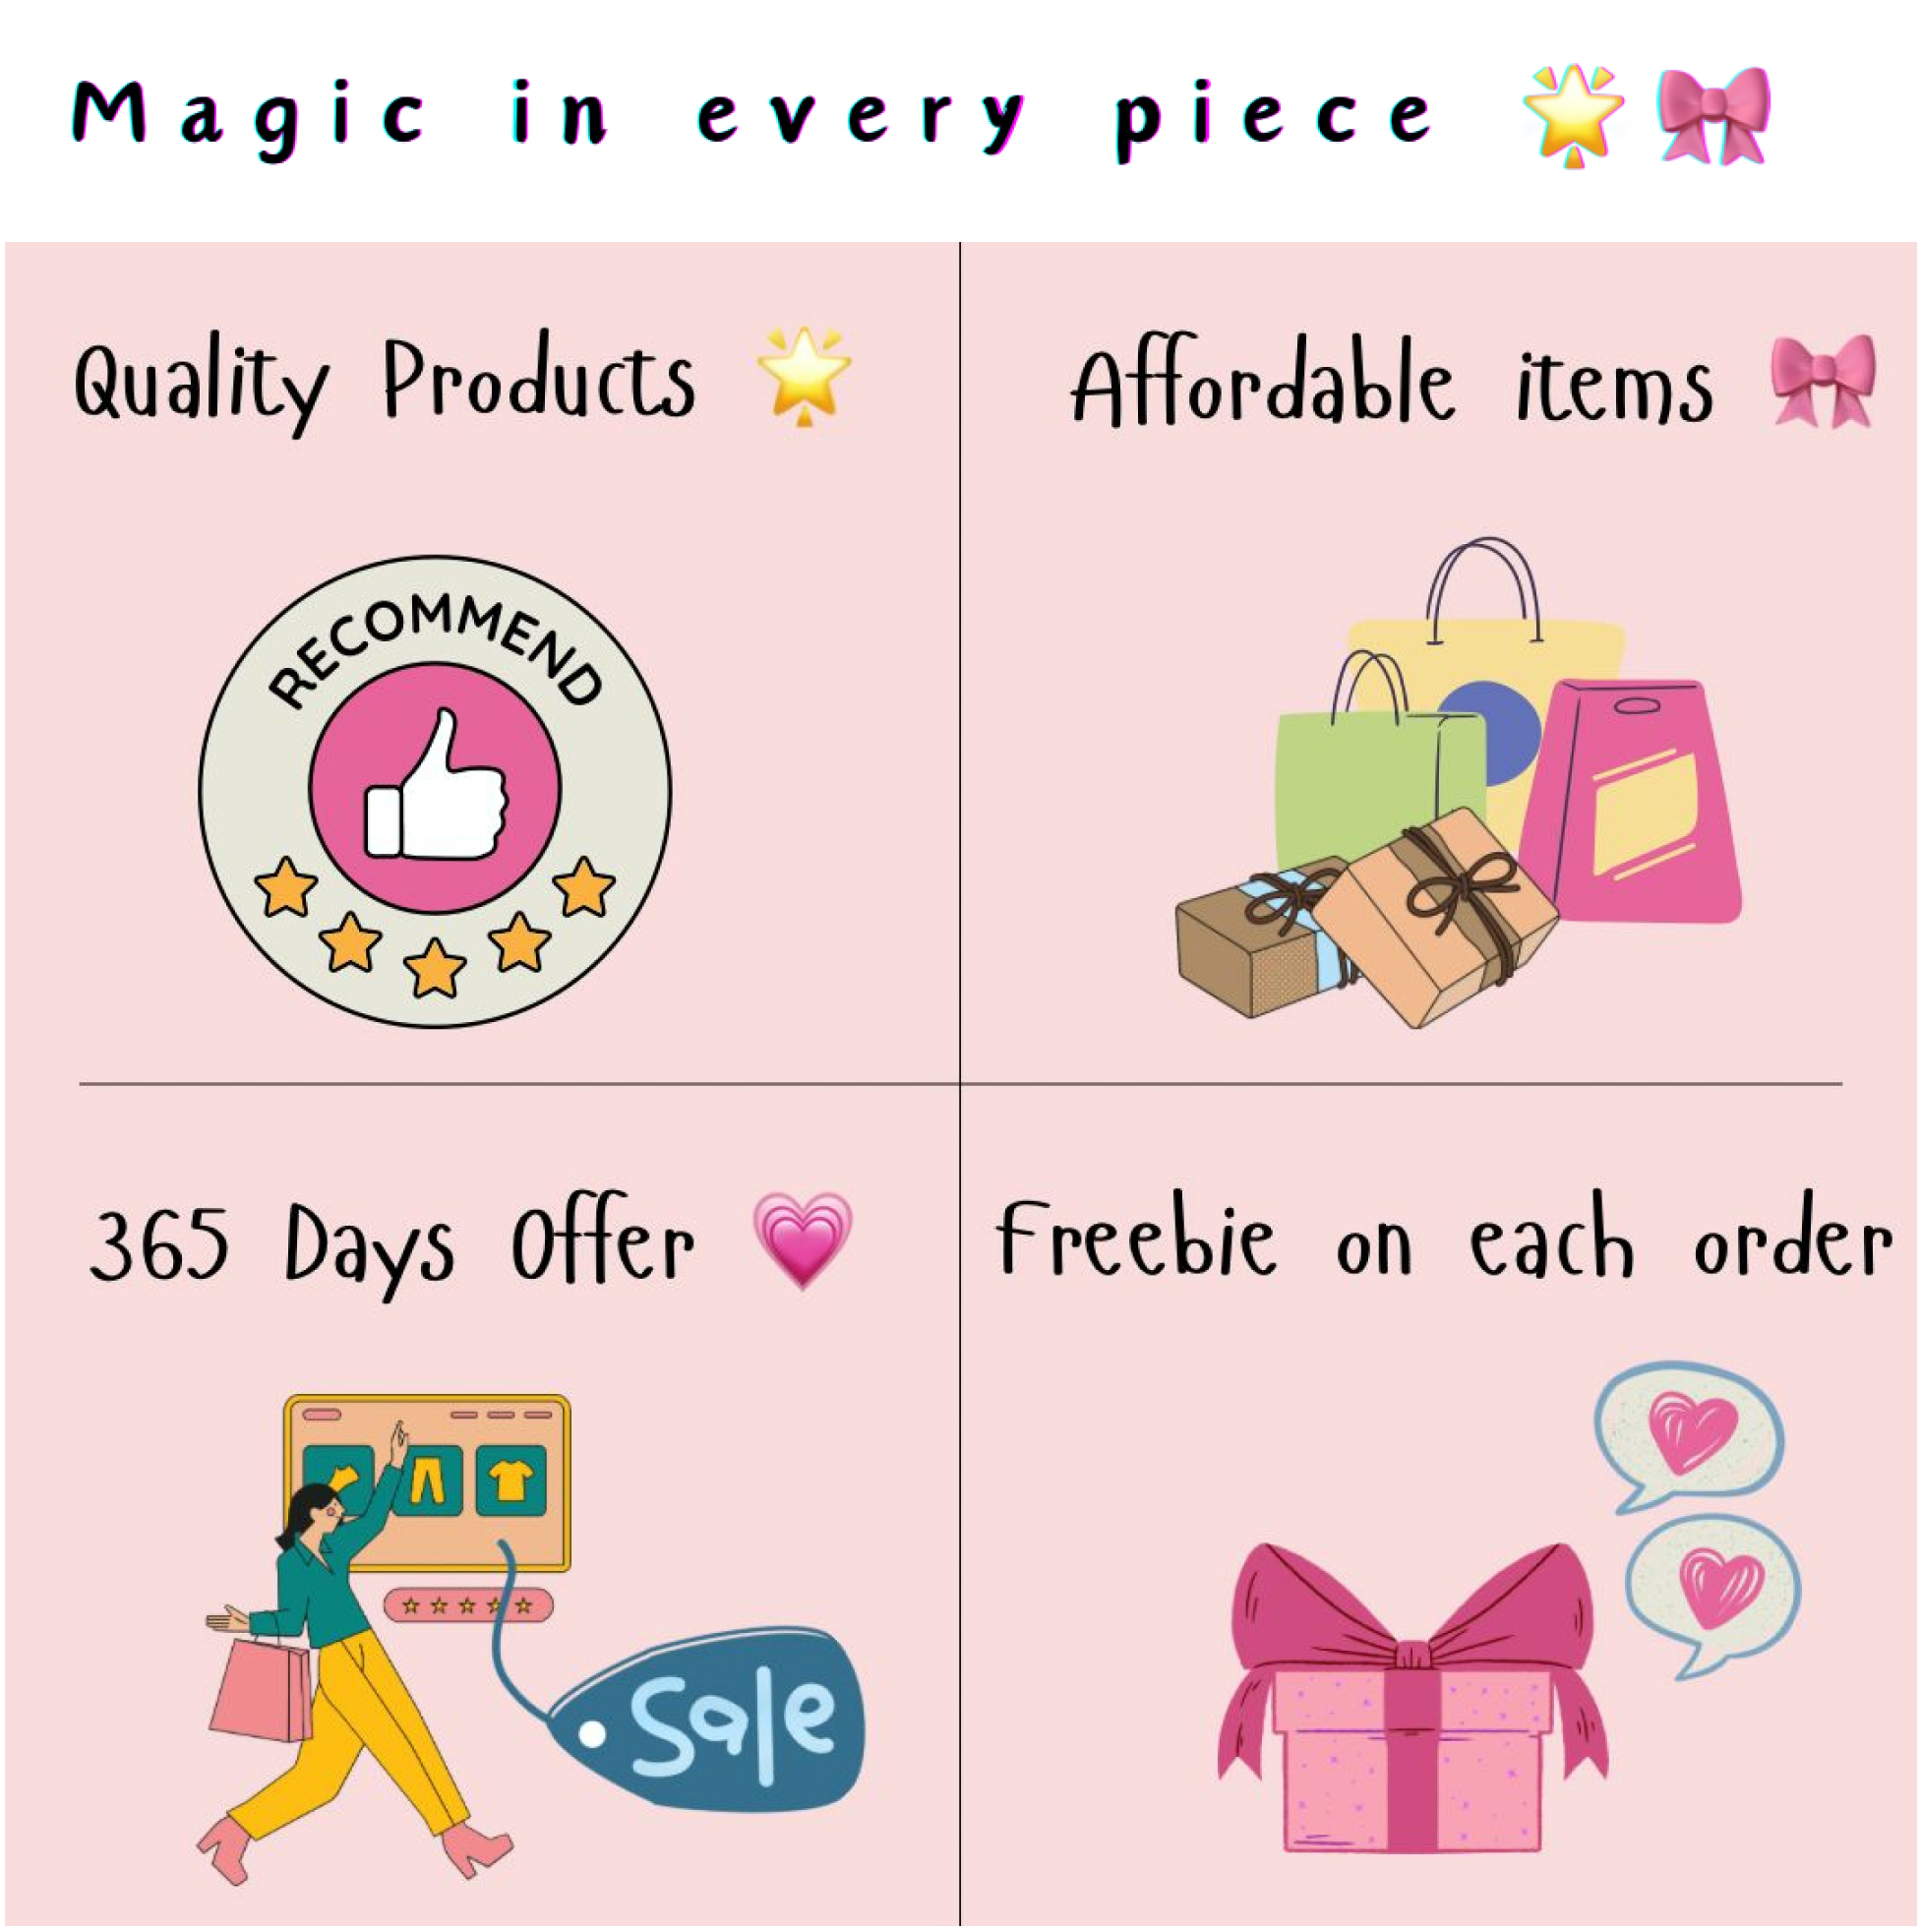 Magic in every piece 🌟🎀
Quality Products 🌟
Affordable items 🎀
RECOMMEND
365 Days Offer 💗
Freebie on each order
Sale